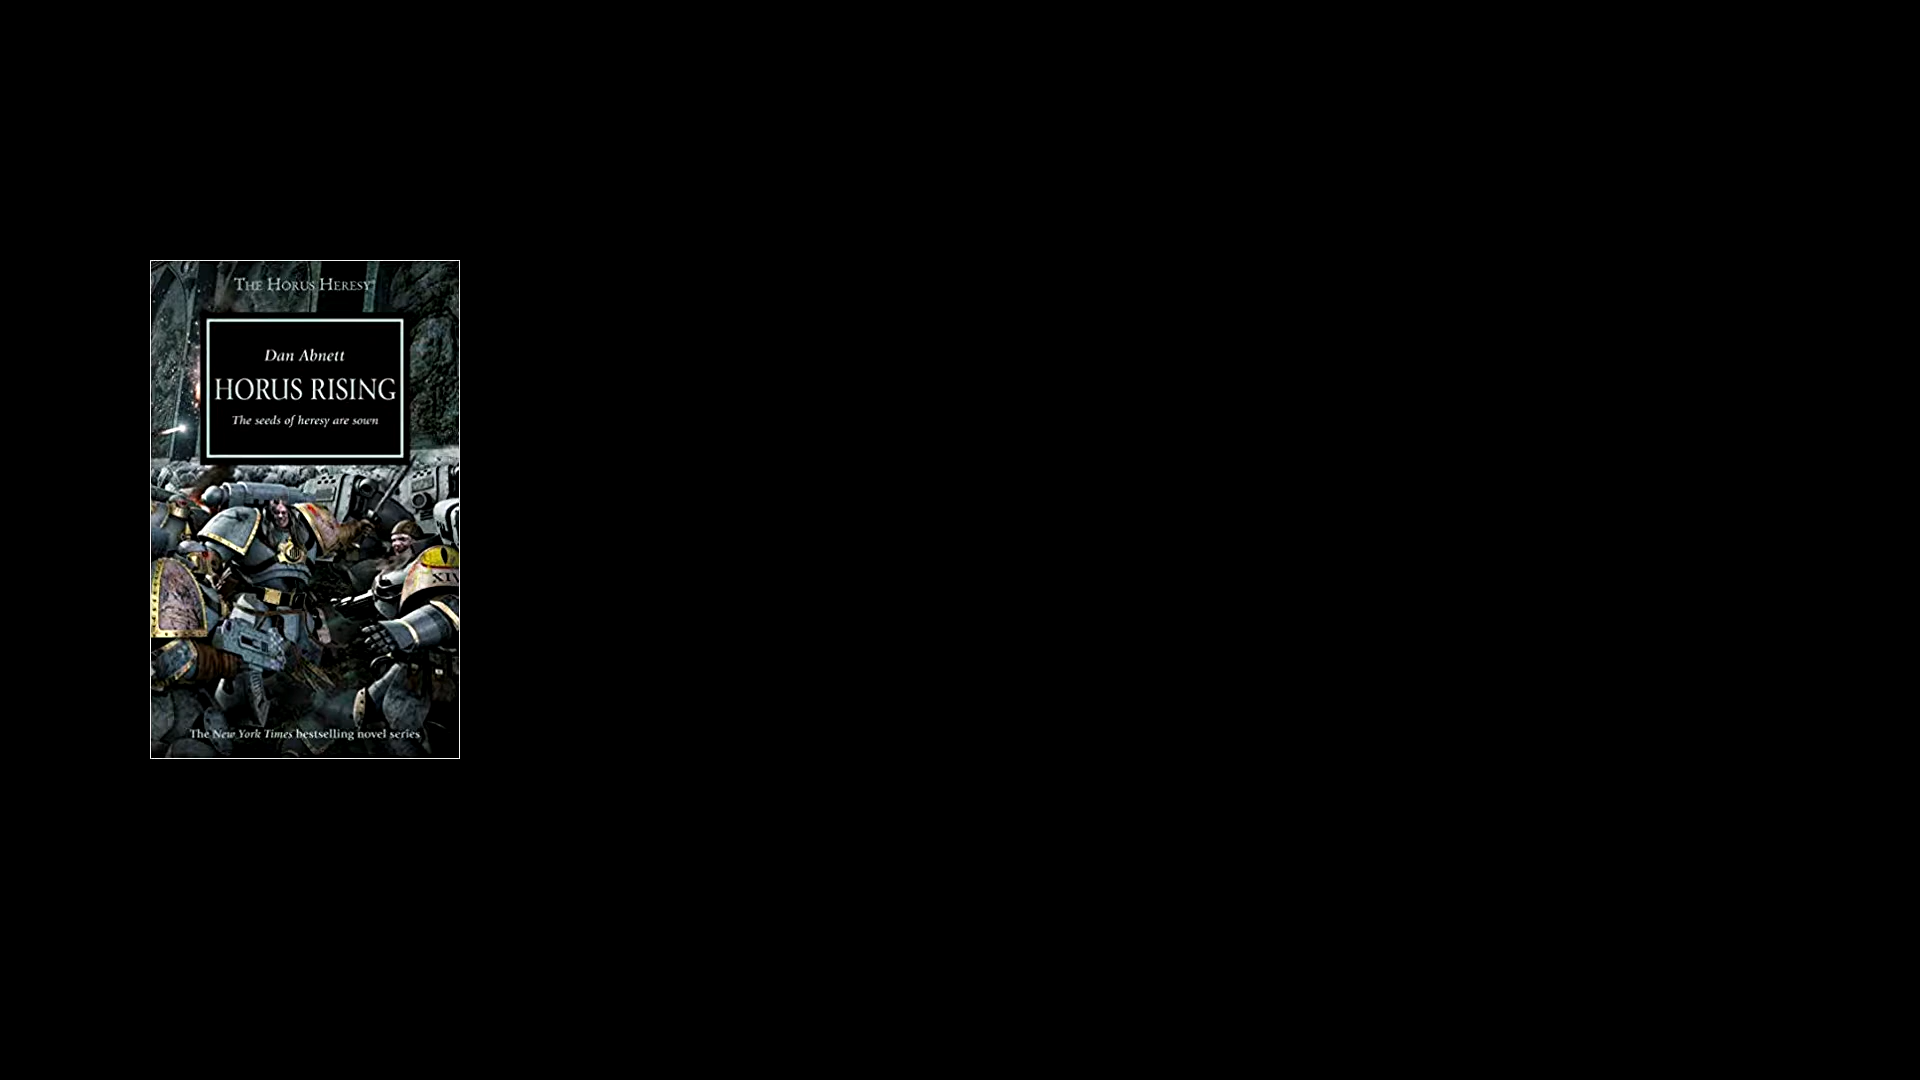 THE HORUS HERESY
Dan Abnett
HORUS RISING
The seeds of heresy are sown
XIV
The New York Times bestselling novel series